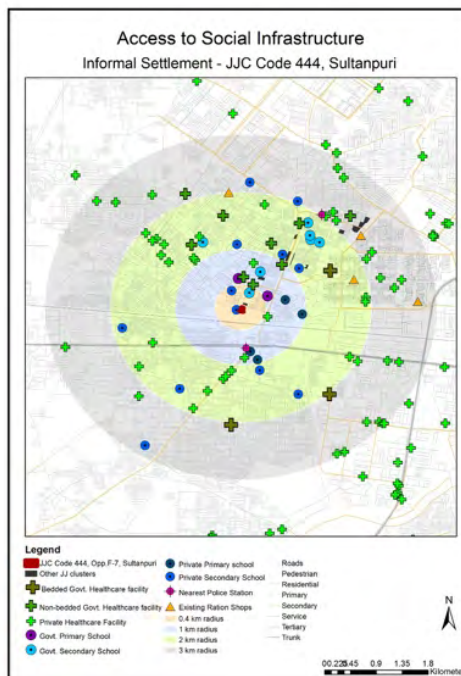 Access to Social Infrastructure
Informal Settlement - JJC Code 444, Sultanpuri
Legend
JJC Code 444, Opp.F-7, Sultanpuri
Other JJ clusters
Bedded Govt. Healthcare facility
Non-bedded Govt. Healthcare facility
Private Healthcare Facility
Govt. Primary School
Govt. Secondary School
Private Primary school
Private Secondary School
Nearest Police Station
Existing Ration Shops
0.4 km radius
1 km radius
2 km radius
3 km radius
Roads
Pedestrian
Residential
Primary
Secondary
Service
Tertiary
Trunk
N
00.225.45 0.9 1.35 1.8
Kilomete